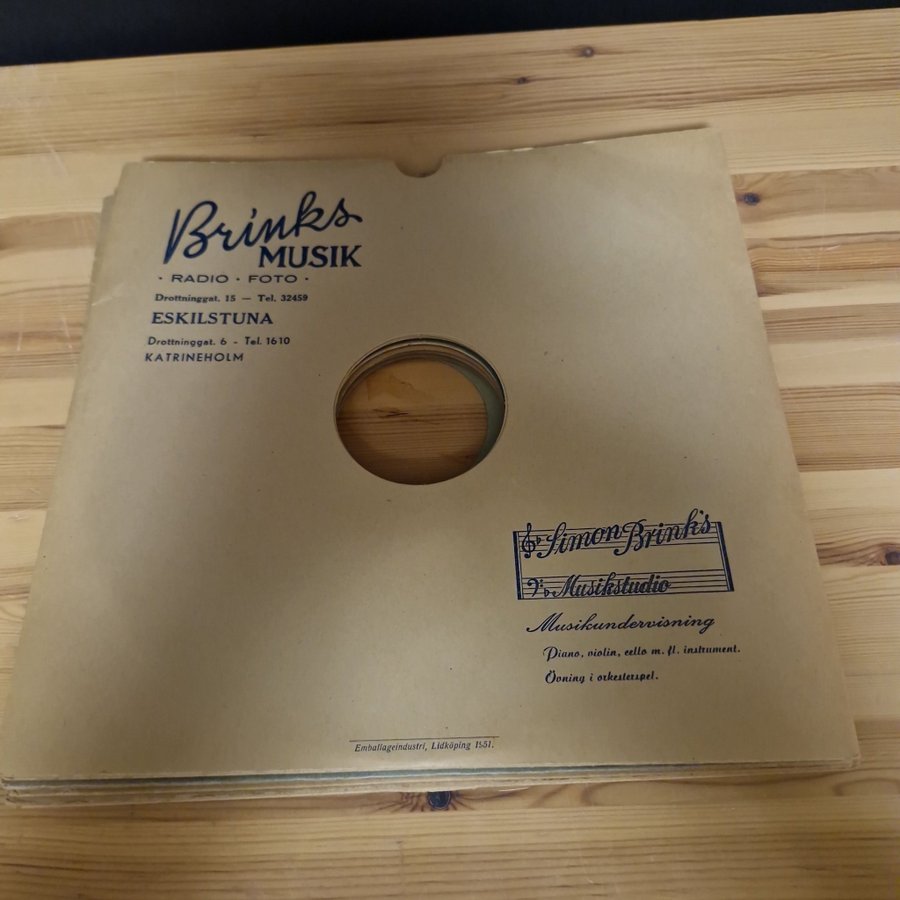 Brinks
MUSIK
· RADIO · FOTO ·
Drottninggat. 15 — Tel. 32459
ESKILSTUNA
Drottninggat. 6 - Tel. 1610
KATRINEHOLM
Simon Brink's
Musikstudio
Musikundervisning
Piano, violin, cello m. fl. instrument.
Övning i orkesterspel.
Emballageindustri, Lidköping 1951.